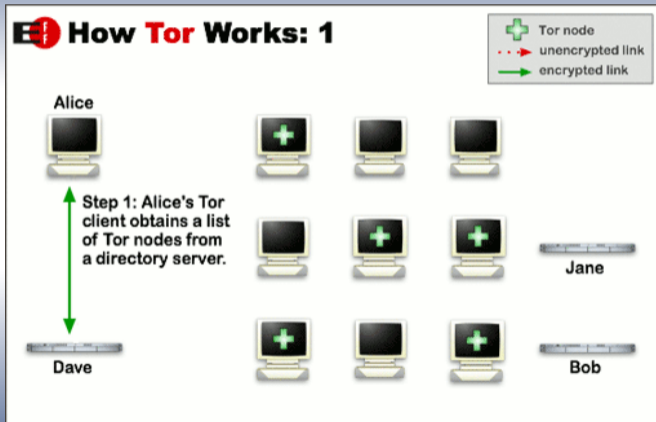 EFF How Tor Works: 1
Tor node
unencrypted link
encrypted link
Alice
Step 1: Alice's Tor
client obtains a list
of Tor nodes from
a directory server.
Jane
Dave
Bob